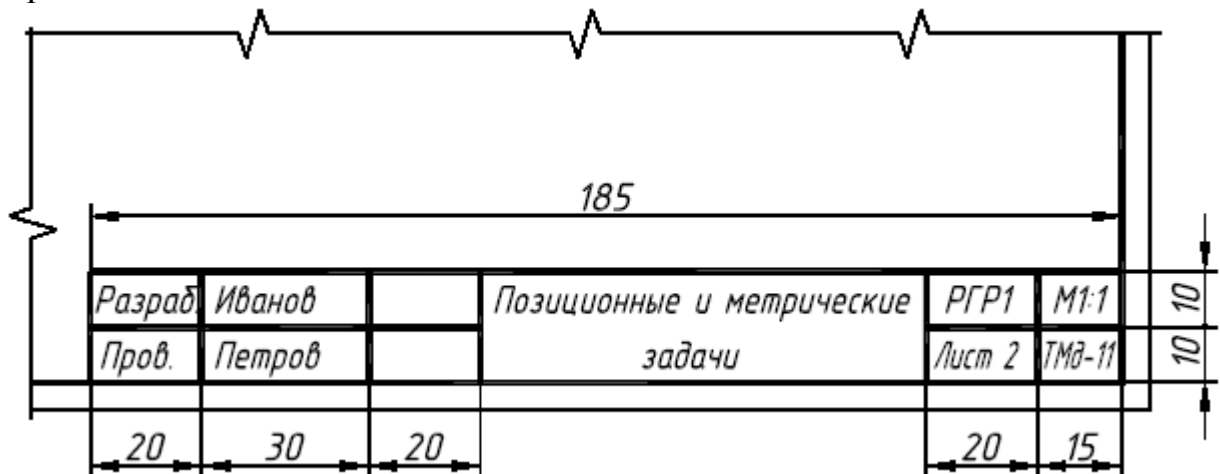 185
Разраб. Иванов Позиционные и метрические РГР1 М1:1 10
Пров. Петров задачи Лист 2 ТМд-11 10
20 30 20 20 15